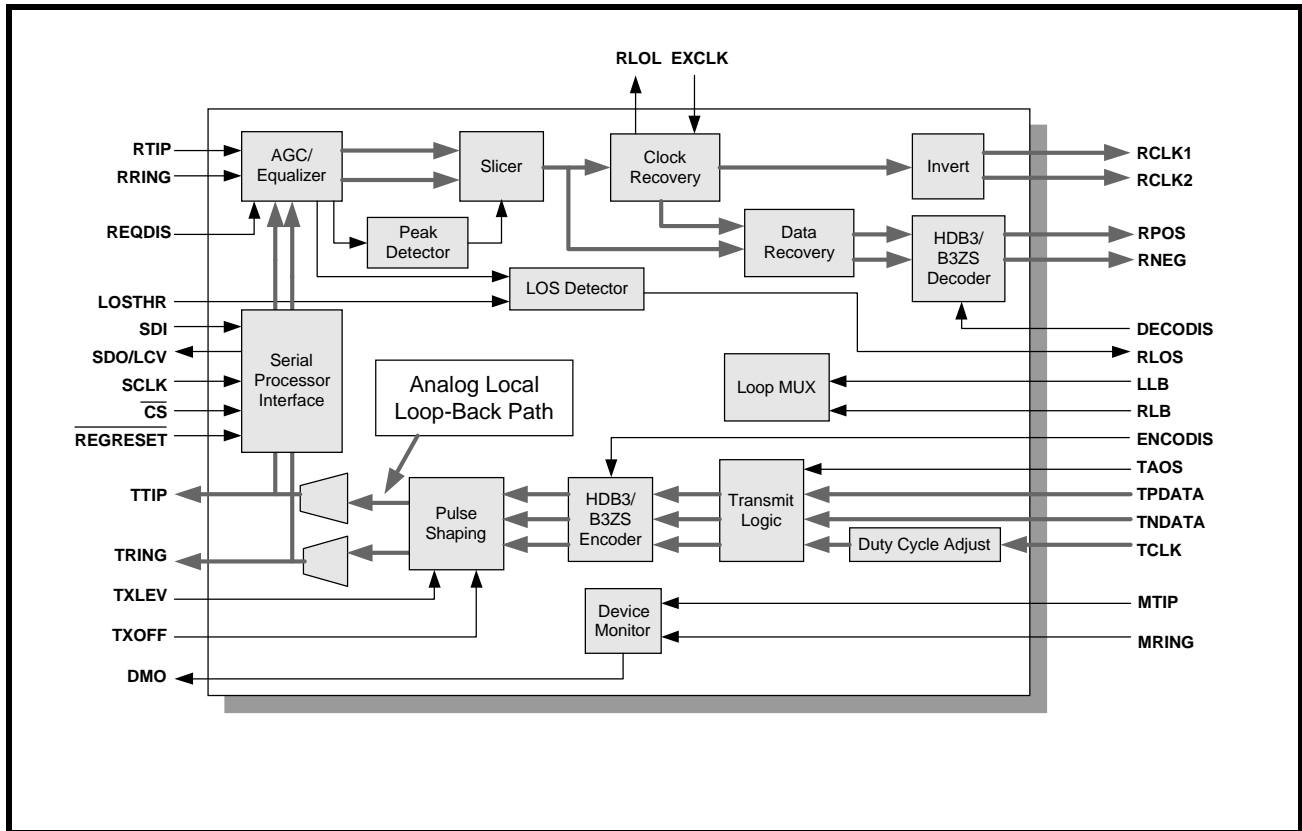 RLOL EXCLK
RTIP
RRING
REQDIS
LOSTHR
SDI
SDO/LCV
SCLK
CS
REGRESET
TTIP
TRING
TXLEV
TXOFF
DMO
AGC/
Equalizer
Slicer
Clock
Recovery
Invert
Peak
Detector
Data
Recovery
HDB3/
B3ZS
Decoder
LOS Detector
Serial
Processor
Interface
Analog Local
Loop-Back Path
Loop MUX
Pulse
Shaping
HDB3/
B3ZS
Encoder
Transmit
Logic
Duty Cycle Adjust
Device
Monitor
RCLK1
RCLK2
RPOS
RNEG
DECODIS
RLOS
LLB
RLB
ENCODIS
TAOS
TPDATA
TNDATA
TCLK
MTIP
MRING